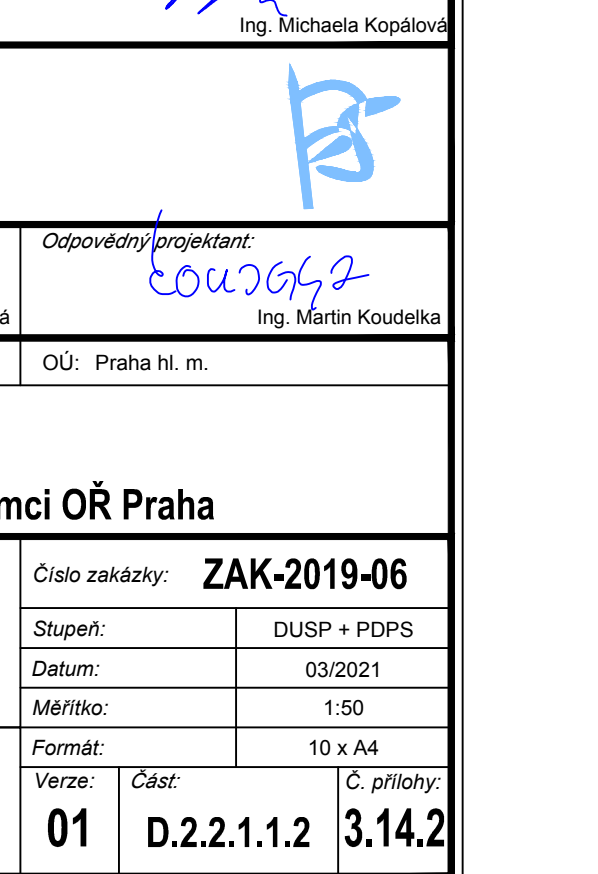 Ing. Michaela Kopálová
Odpovědný projektant:
á
Ing. Martin Koudelka
OÚ: Praha hl. m.
mci OŘ Praha
Číslo zakázky: ZAK-2019-06
Stupeň: DUSP + PDPS
Datum: 03/2021
Měřítko: 1:50
Formát: 10 x A4
Verze: Část: Č. přílohy:
01 D.2.2.1.1.2 3.14.2